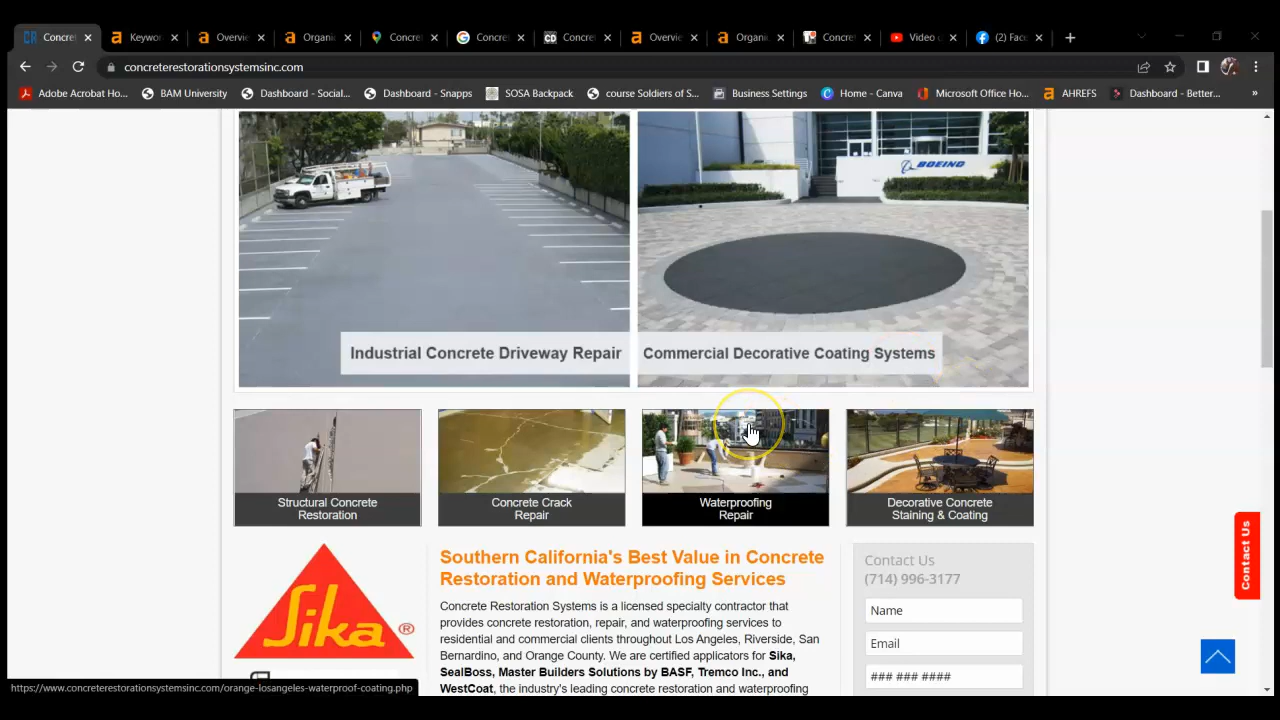 Concre
Keywor
Overvie
Organic
Concret
Concre
Concre
Overvie
Organi
Concre
Video c
(2) Fac
concreterestorationsystemsinc.com
Adobe Acrobat Ho...
BAM University
Dashboard - Social...
Dashboard - Snapps
SOSA Backpack
course Soldiers of S...
Business Settings
Home - Canva
Microsoft Office Ho...
AHREFS
Dashboard - Better...
»
BOEING
Industrial Concrete Driveway Repair
Commercial Decorative Coating Systems
Structural Concrete
Restoration
Concrete Crack
Repair
Waterproofing
Repair
Decorative Concrete
Staining & Coating
Sika®
Southern California's Best Value in Concrete
Restoration and Waterproofing Services
Concrete Restoration Systems is a licensed specialty contractor that
provides concrete restoration, repair, and waterproofing services to
residential and commercial clients throughout Los Angeles, Riverside, San
Bernardino, and Orange County. We are certified applicators for Sika,
SealBoss, Master Builders Solutions by BASF, Tremco Inc., and
WestCoat, the industry's leading concrete restoration and waterproofing
Contact Us
(714) 996-3177
Name
Email
### ### ####
Contact Us
https://www.concreterestorationsystemsinc.com/orange-losangeles-waterproof-coating.php